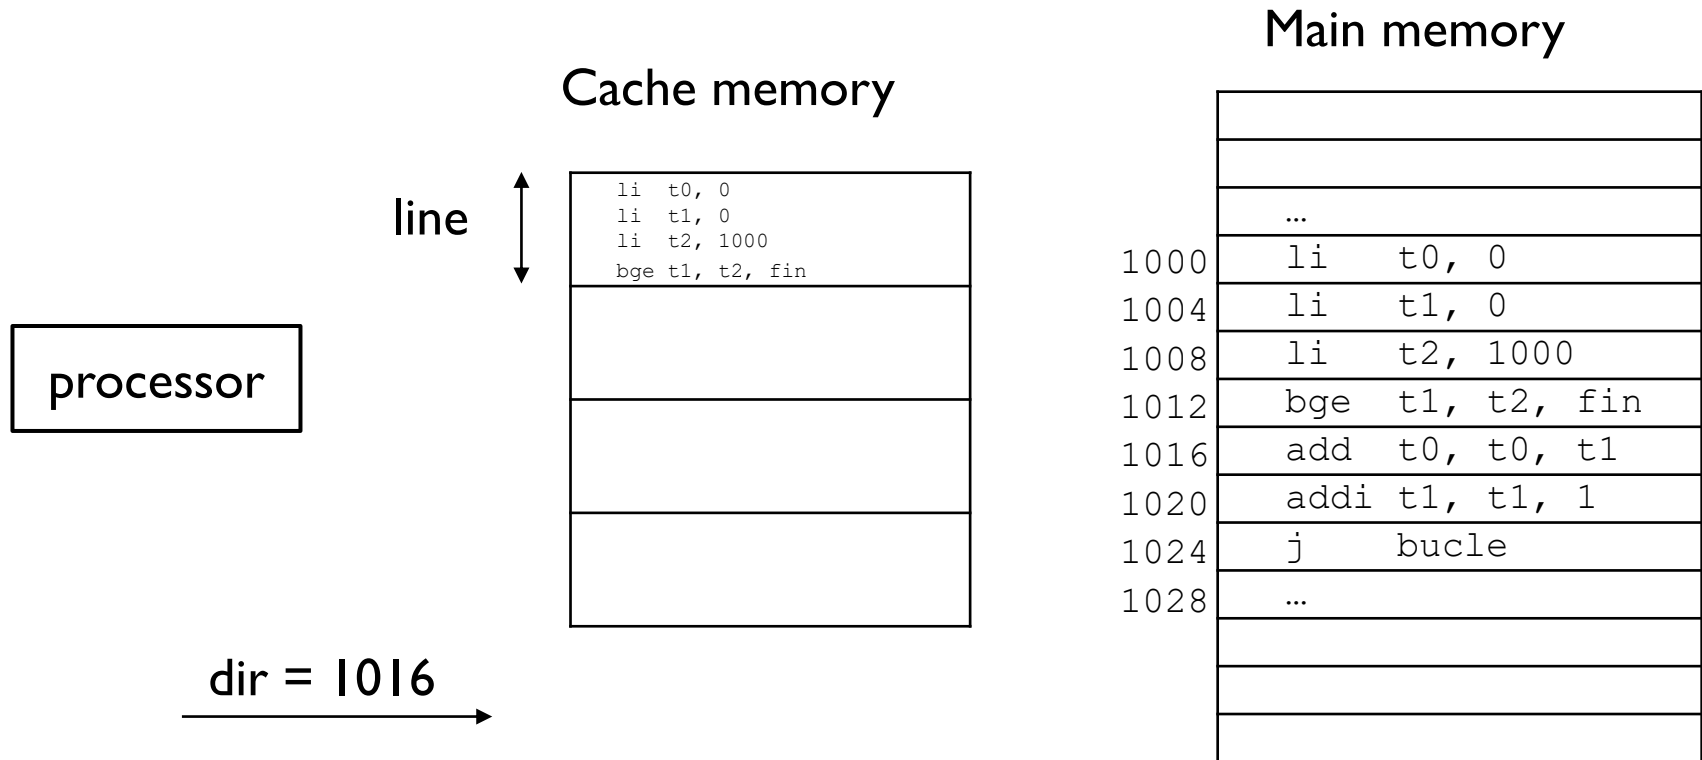 Main memory
Cache memory
line
li t0, 0
li t1, 0
li t2, 1000
bge t1, t2, fin
processor
dir = 1016
…
1000 li t0, 0
1004 li t1, 0
1008 li t2, 1000
1012 bge t1, t2, fin
1016 add t0, t0, t1
1020 addi t1, t1, 1
1024 j bucle
1028 …